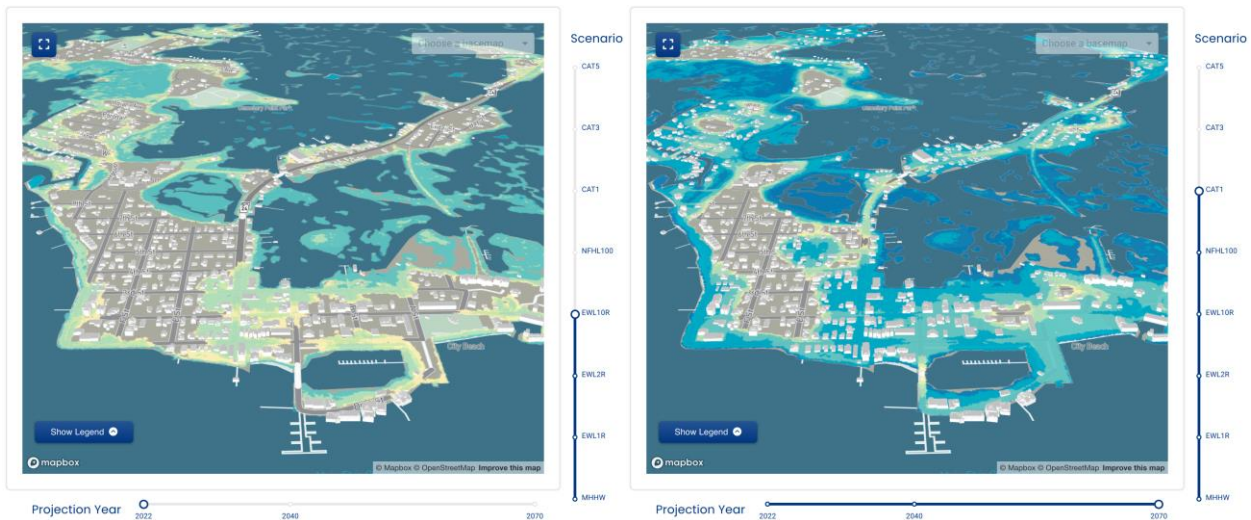 Choose a basemap
Scenario
CAT5
CAT3
CAT1
NFHL100
EWL10R
EWL2R
EWL1R
MHHW
City Beach
Show Legend
mapbox
© Mapbox © OpenStreetMap Improve this map
Projection Year
2022
2040
2070
Choose a basemap
Scenario
CAT5
CAT3
CAT1
NFHL100
EWL10R
EWL2R
EWL1R
MHHW
City Beach
Show Legend
mapbox
© Mapbox © OpenStreetMap Improve this map
Projection Year
2022
2040
2070